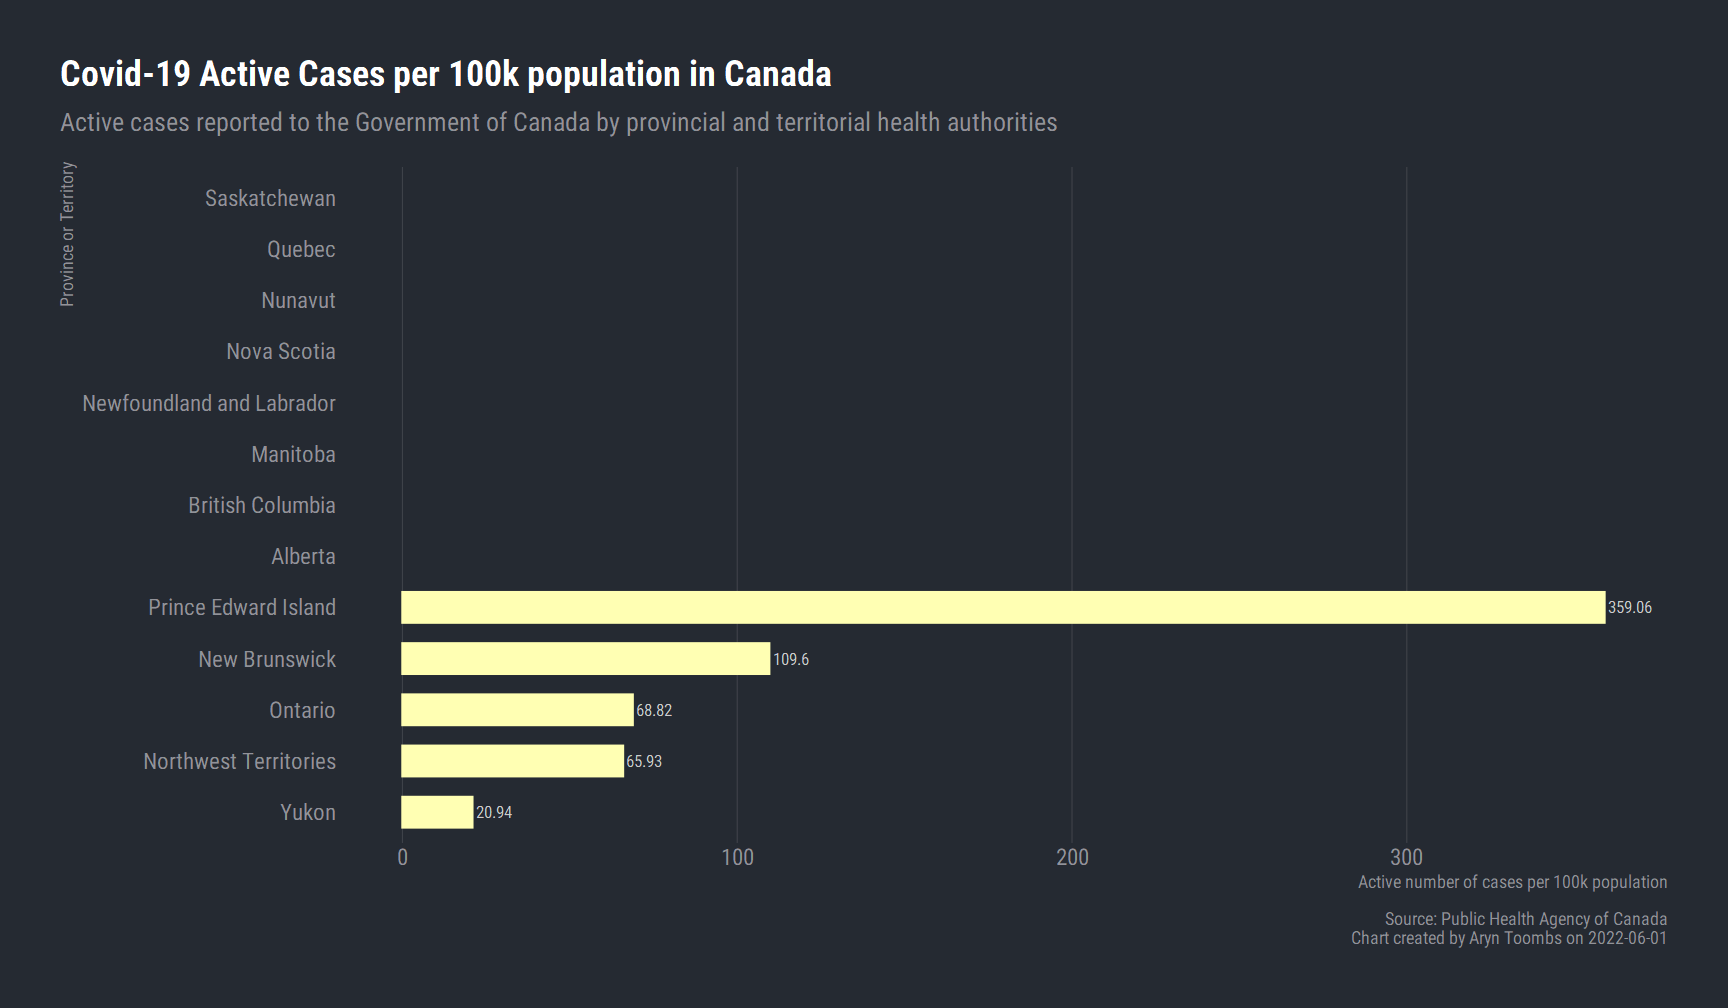 Covid-19 Active Cases per 100k population in Canada
Active cases reported to the Government of Canada by provincial and territorial health authorities
Province or Territory
Saskatchewan
Quebec
Nunavut
Nova Scotia
Newfoundland and Labrador
Manitoba
British Columbia
Alberta
Prince Edward Island 359.06
New Brunswick 109.6
Ontario 68.82
Northwest Territories 65.93
Yukon 20.94
0 100 200 300
Active number of cases per 100k population
Source: Public Health Agency of Canada
Chart created by Aryn Toombs on 2022-06-01